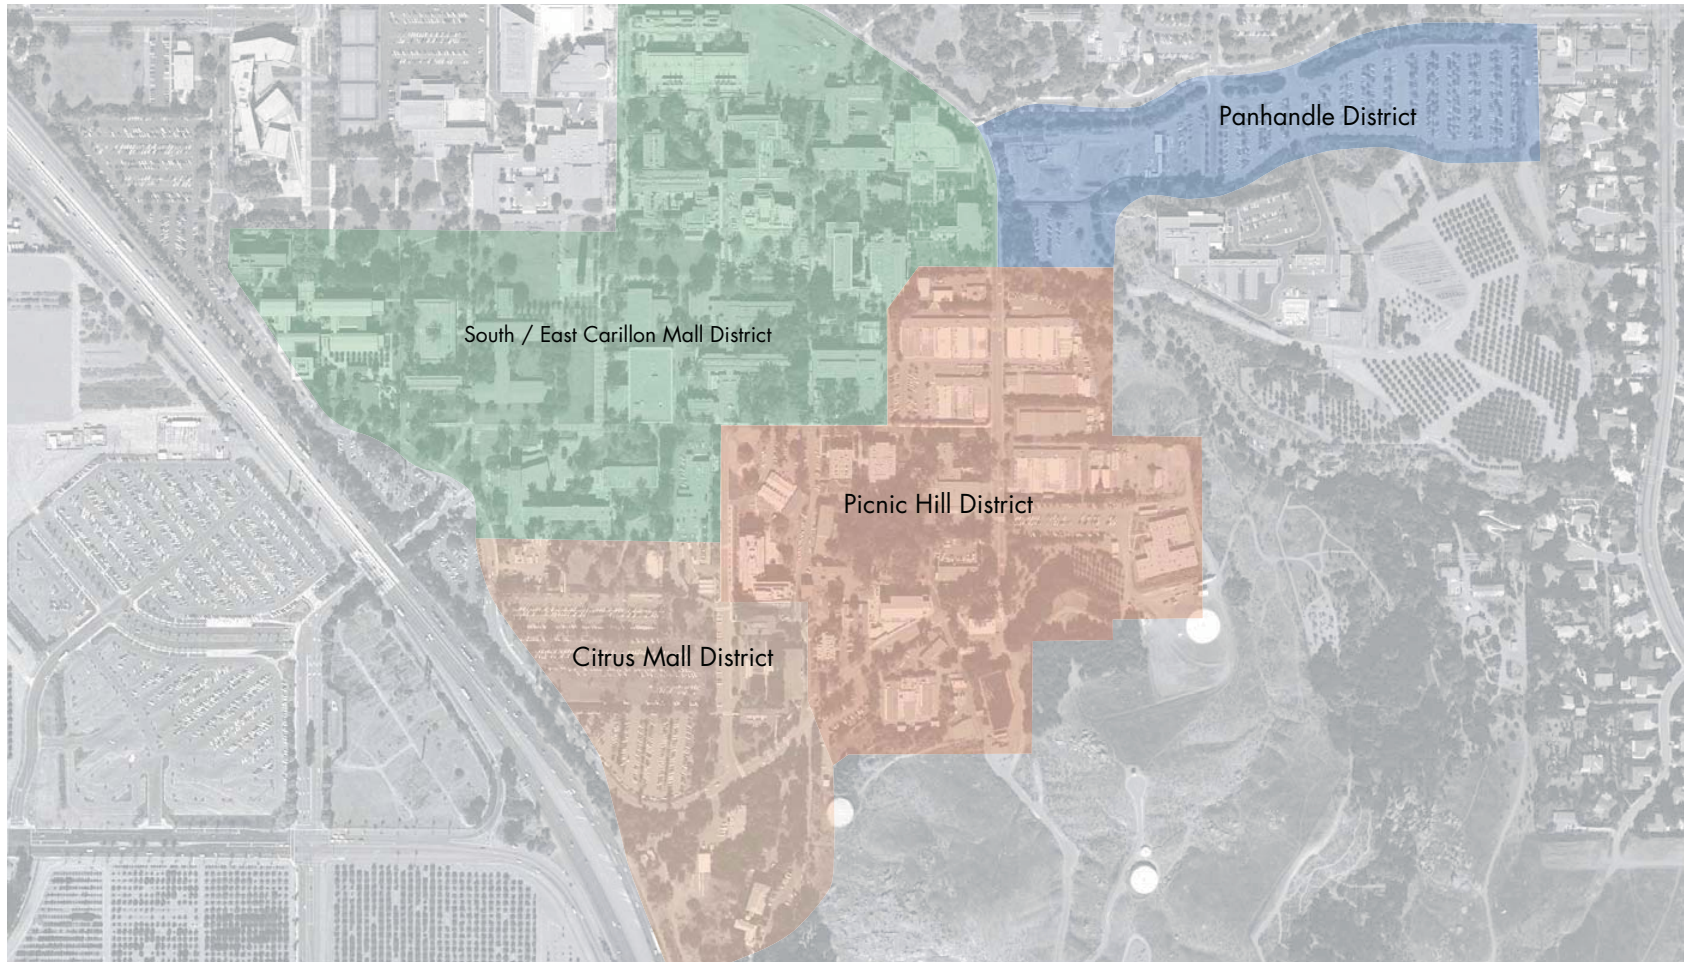 Panhandle District
South / East Carillon Mall District
Picnic Hill District
Citrus Mall District